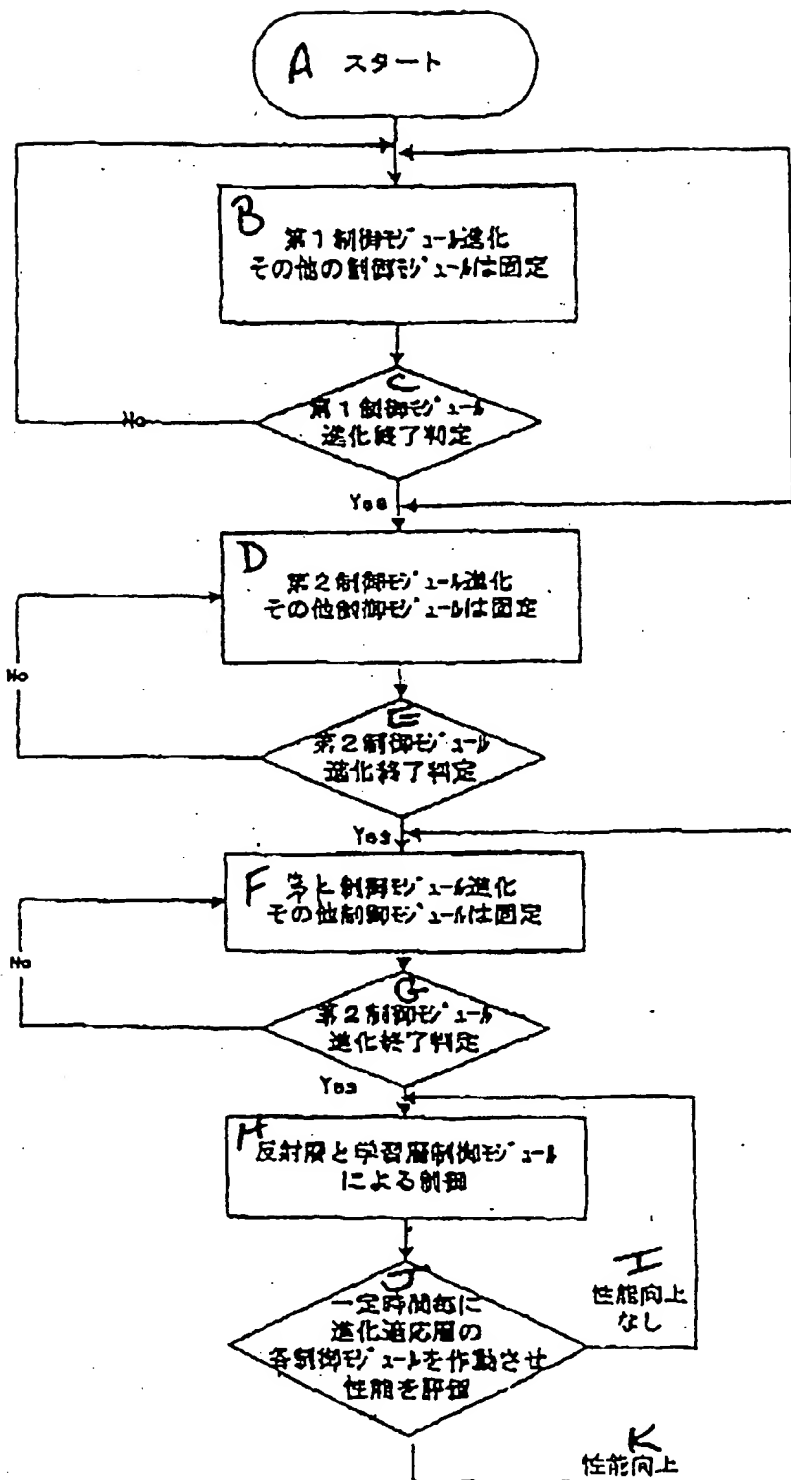 A スタート
B
第1制御モジュール進化
その他の制御モジュールは固定
C
第1制御モジュール
進化終了判定
No
Yes
D
第2制御モジュール進化
その他制御モジュールは固定
No
E
第2制御モジュール
進化終了判定
Yes
F 制御モジュール進化
その他制御モジュールは固定
No
G
第2制御モジュール
進化終了判定
Yes
H
反射層と学習層制御モジュール
による制御
I
性能向上
なし
J
一定時間毎に
進化適応層の
各制御モジュールを作動させ
性能を評価
K
性能向上